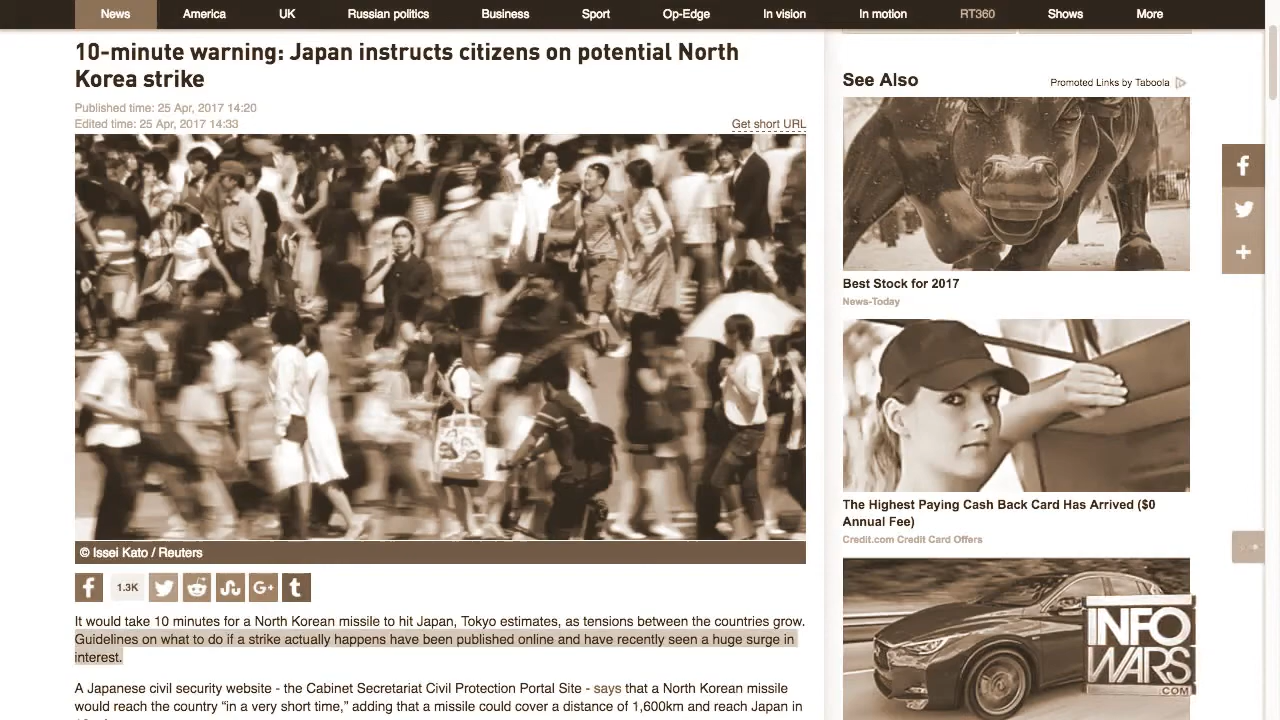 News America UK Russian politics Business Sport Op-Edge In vision In motion RT360 Shows More
10-minute warning: Japan instructs citizens on potential North
Korea strike
Published time: 25 Apr, 2017 14:20
Edited time: 25 Apr, 2017 14:33
Get short URL
© Issei Kato / Reuters
1.3K
G+
It would take 10 minutes for a North Korean missile to hit Japan, Tokyo estimates, as tensions between the countries grow.
Guidelines on what to do if a strike actually happens have been published online and have recently seen a huge surge in
interest.
A Japanese civil security website - the Cabinet Secretariat Civil Protection Portal Site - says that a North Korean missile
would reach the country “in a very short time,” adding that a missile could cover a distance of 1,600km and reach Japan in
See Also
Promoted Links by Taboola
Best Stock for 2017
News-Today
The Highest Paying Cash Back Card Has Arrived ($0
Annual Fee)
Credit.com Credit Card Offers
INFO
WARS
.COM